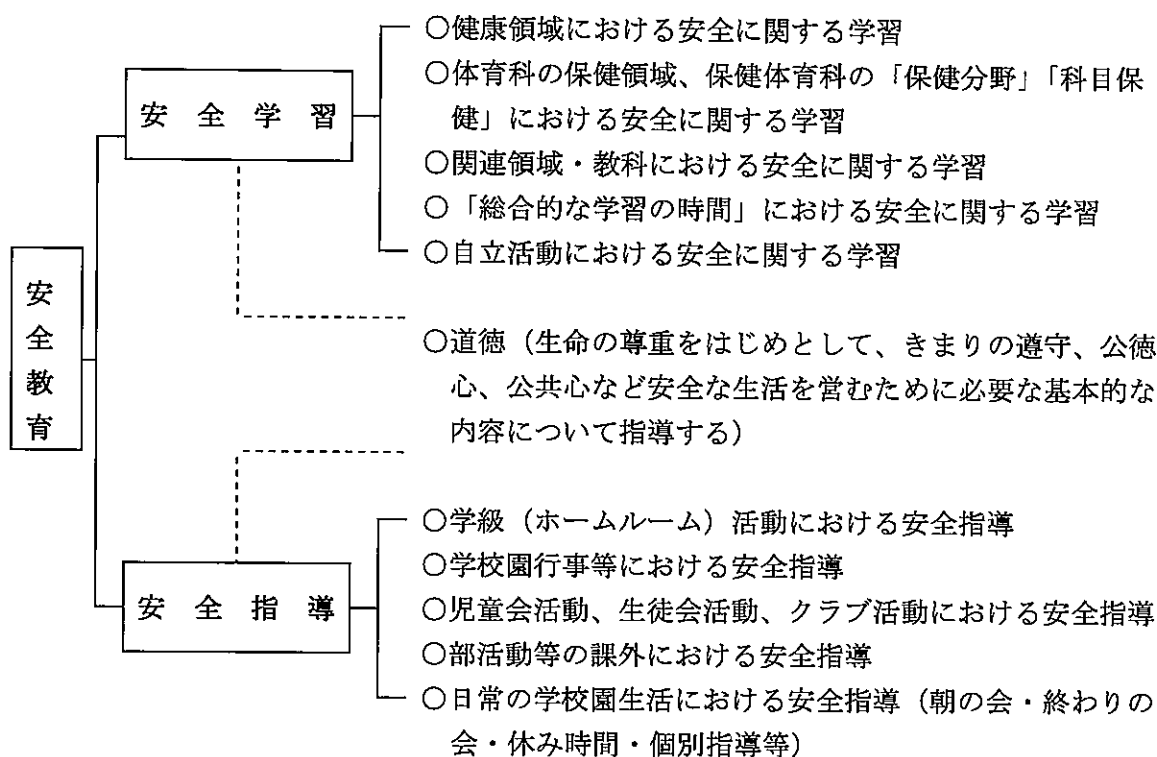 ○健康領域における安全に関する学習
○体育科の保健領域、保健体育科の「保健分野」「科目保
健」における安全に関する学習
安全学習
○関連領域・教科における安全に関する学習
○「総合的な学習の時間」における安全に関する学習
○自立活動における安全に関する学習
安全教育
○道徳（生命の尊重をはじめとして、きまりの遵守、公徳
心、公共心など安全な生活を営むために必要な基本的な
内容について指導する）
○学級（ホームルーム）活動における安全指導
○学校園行事等における安全指導
安全指導
○児童会活動、生徒会活動、クラブ活動における安全指導
○部活動等の課外における安全指導
○日常の学校園生活における安全指導（朝の会・終わりの
会・休み時間・個別指導等）